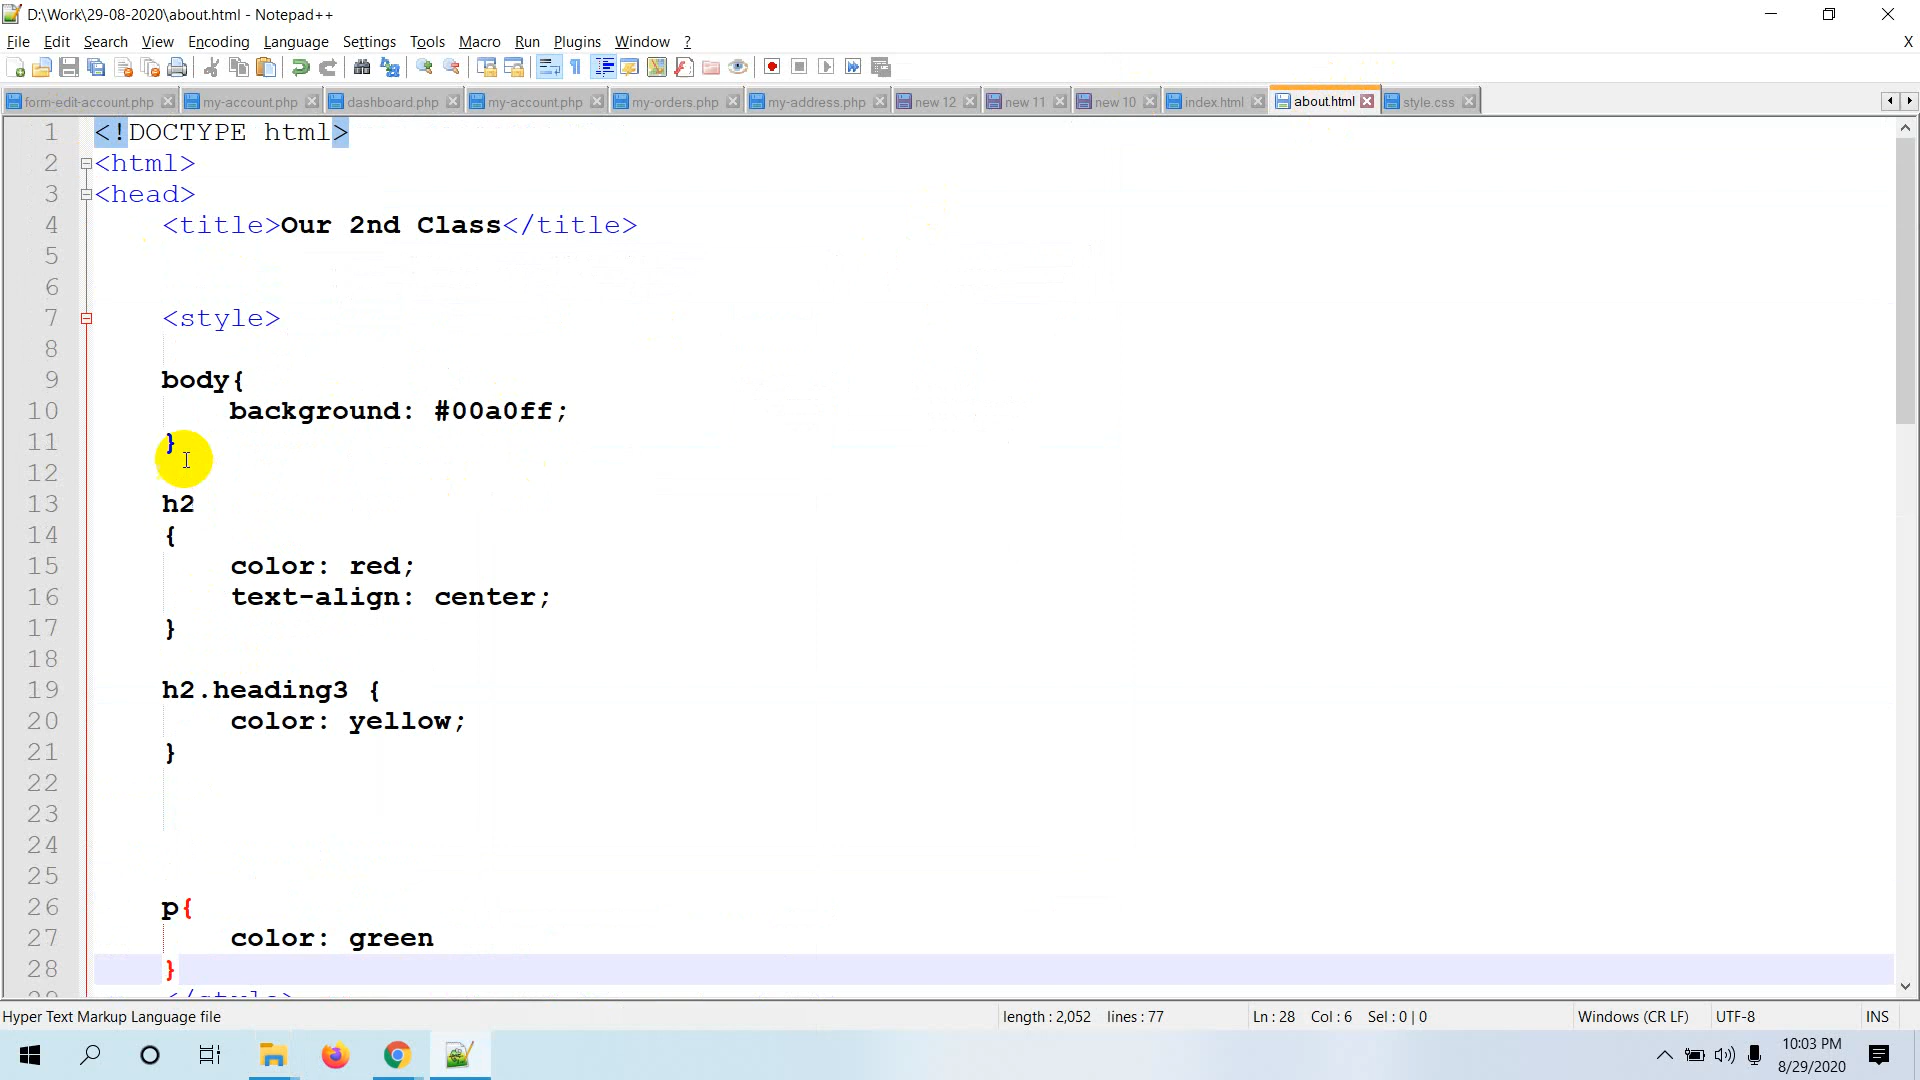 D:\Work\29-08-2020\about.html - Notepad++
File Edit Search View Encoding Language Settings Tools Macro Run Plugins Window ?
X
form-edit-account.php my-account.php dashboard.php my-account.php my-orders.php my-address.php new 12 new 11 new 10 index.html about.html style.css
1 <!DOCTYPE html>
2 <html>
3 <head>
4 <title>Our 2nd Class</title>
5
6
7 <style>
8
9 body{
10 background: #00a0ff;
11 }
12
13 h2
14 {
15 color: red;
16 text-align: center;
17 }
18
19 h2.heading3 {
20 color: yellow;
21 }
22
23
24
25
26 p{
27 color: green
28 }
29 </style>
Hyper Text Markup Language file length : 2,052 lines : 77 Ln : 28 Col : 6 Sel : 0 | 0 Windows (CR LF) UTF-8 INS
10:03 PM
8/29/2020